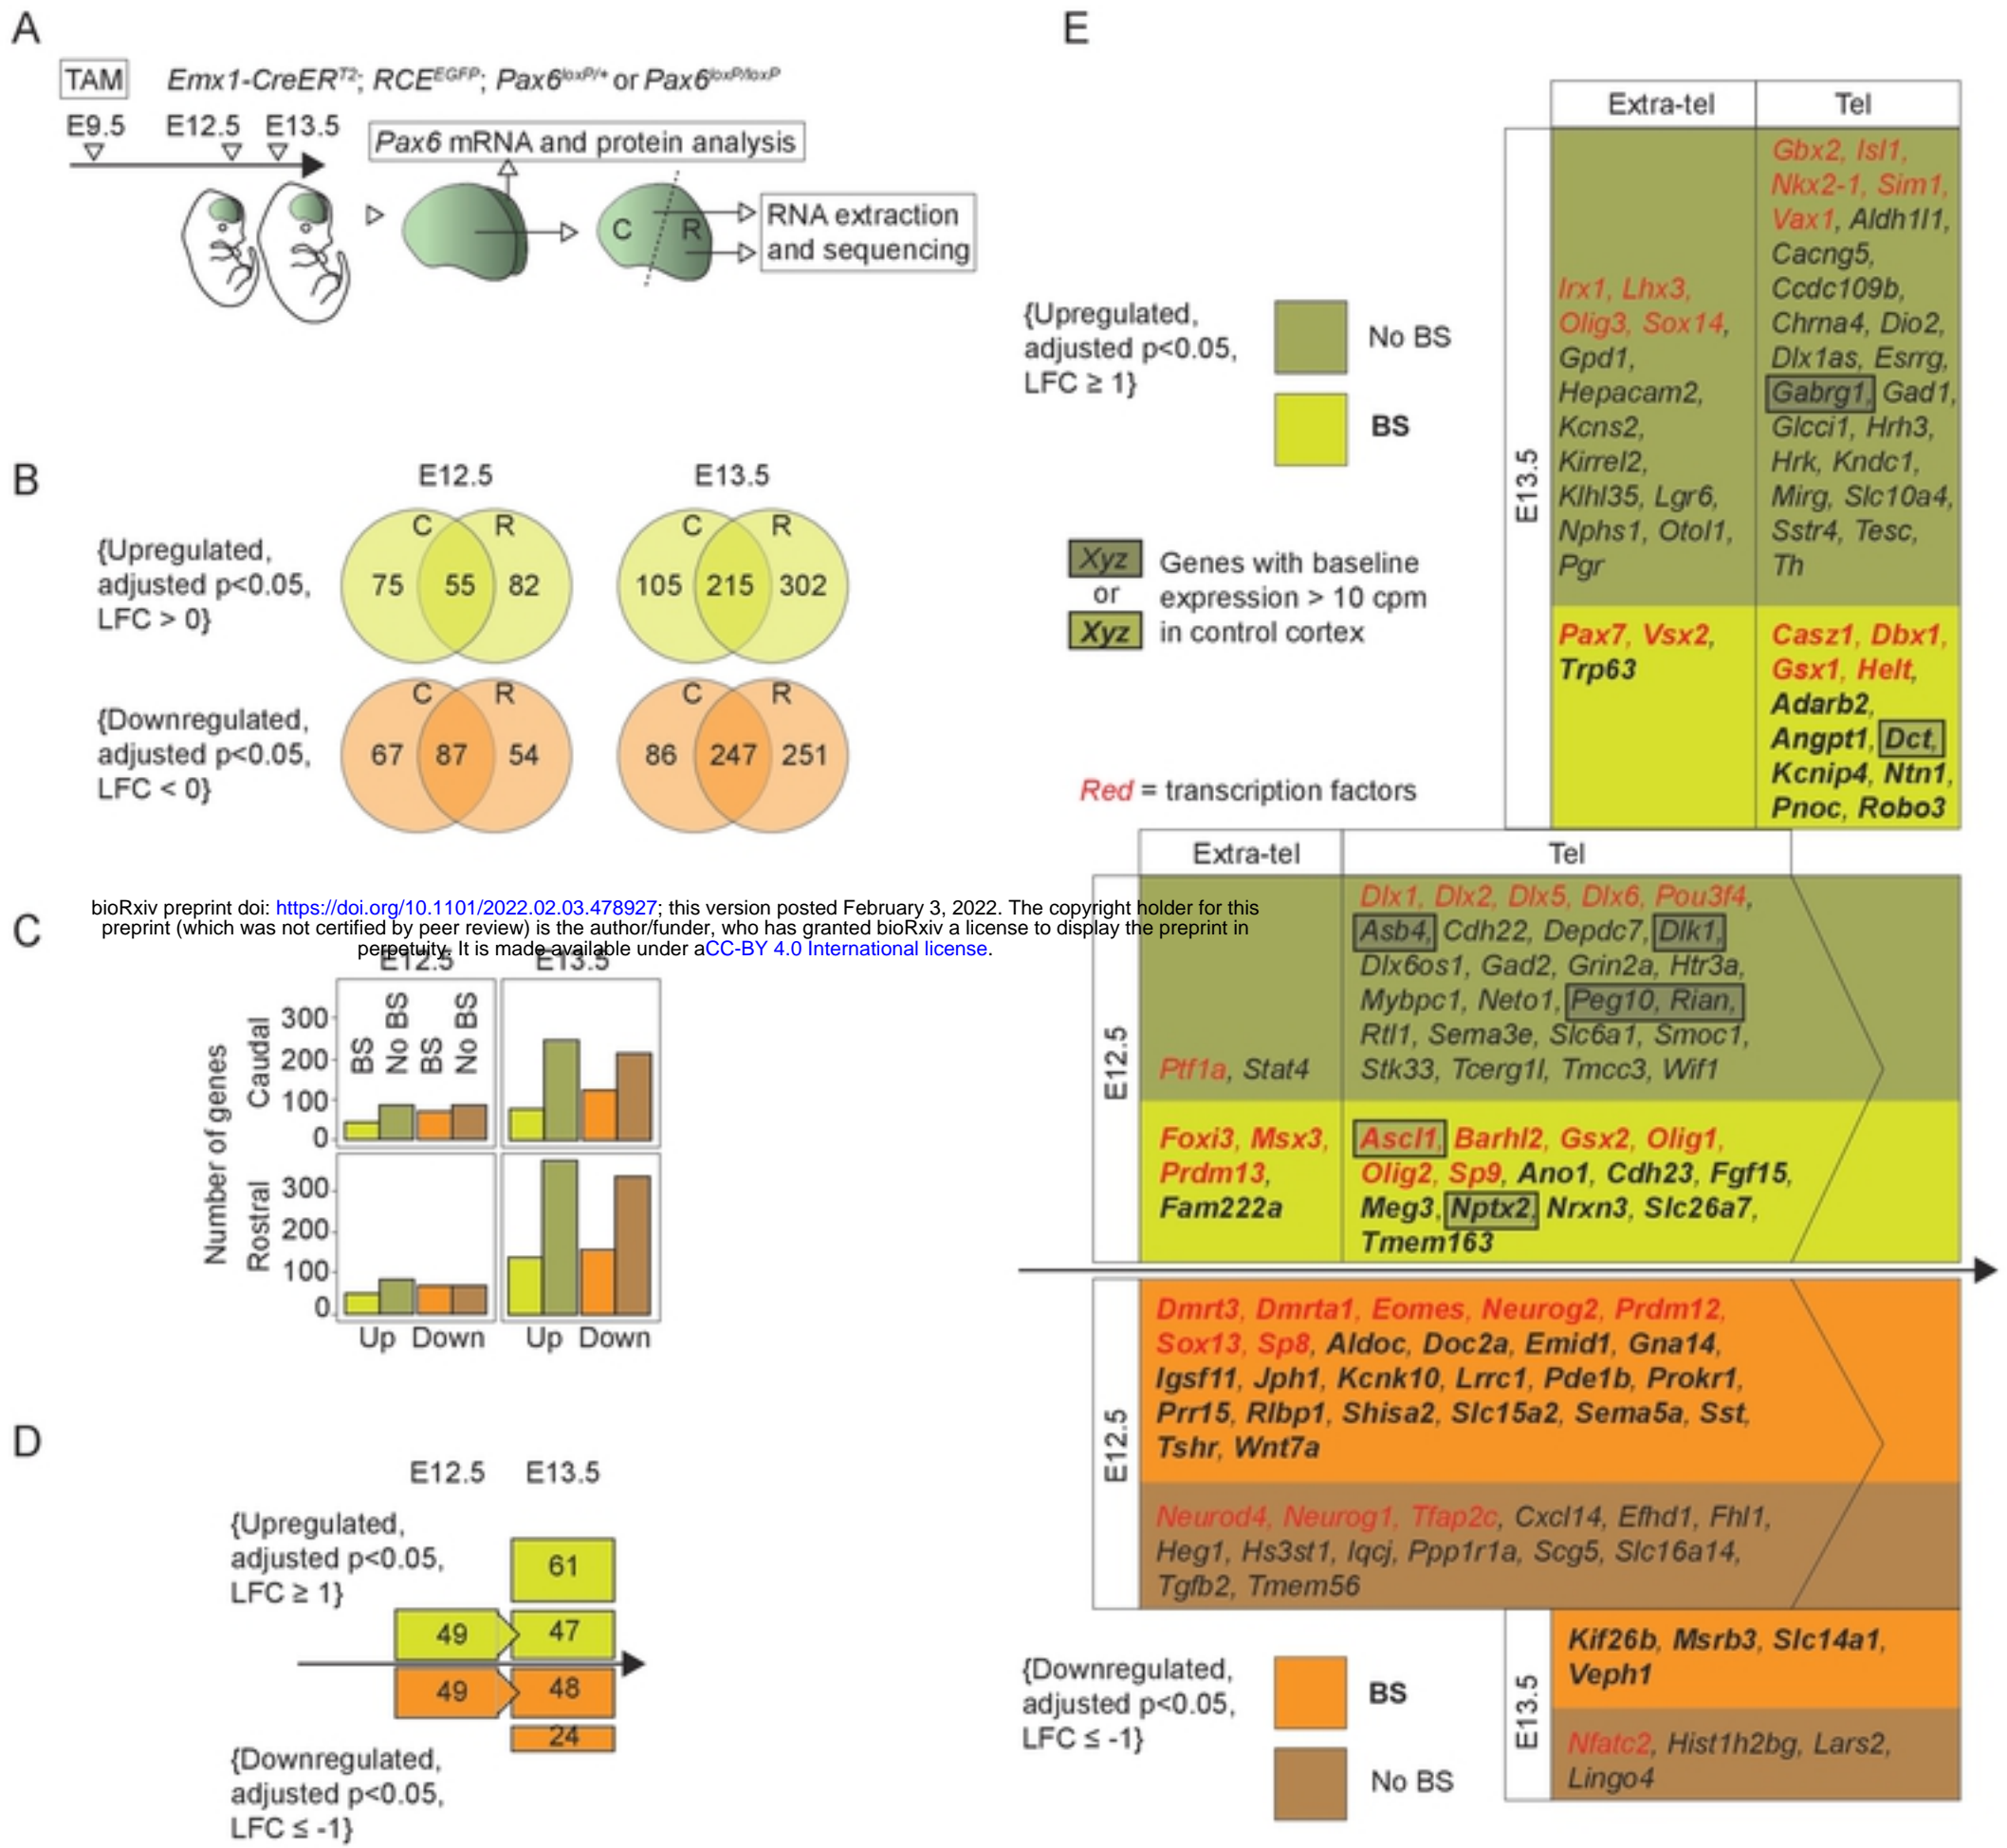 A
TAM
Emx1-CreERT2; RCEEGFP; Pax6loxP/+ or Pax6loxP/loxP
E9.5 E12.5 E13.5
Pax6 mRNA and protein analysis
C R
RNA extraction
and sequencing
B
E12.5 E13.5
{Upregulated,
adjusted p<0.05,
LFC > 0}
C R
75 55 82
C R
105 215 302
{Downregulated,
adjusted p<0.05,
LFC < 0}
C R
67 87 54
C R
86 247 251
bioRxiv preprint doi: https://doi.org/10.1101/2022.02.03.478927; this version posted February 3, 2022. The copyright holder for this
preprint (which was not certified by peer review) is the author/funder, who has granted bioRxiv a license to display the preprint in
perpetuity. It is made available under aCC-BY 4.0 International license.
C
E12.5 E13.5
Number of genes
Caudal
300
200
100
0
BS
No BS
BS
No BS
Rostral
300
200
100
0
Up Down Up Down
D
E12.5 E13.5
{Upregulated,
adjusted p<0.05,
LFC ≥ 1}
61
49 47
49 48
24
{Downregulated,
adjusted p<0.05,
LFC ≤ -1}
E
{Upregulated,
adjusted p<0.05,
LFC ≥ 1}
No BS
BS
Xyz
or
Xyz
Genes with baseline
expression > 10 cpm
in control cortex
Red = transcription factors
Extra-tel Tel
E13.5
Irx1, Lhx3,
Olig3, Sox14,
Gpd1,
Hepacam2,
Kcns2,
Kirrel2,
Klhl35, Lgr6,
Nphs1, Otol1,
Pgr
Gbx2, Isl1,
Nkx2-1, Sim1,
Vax1, Aldh1l1,
Cacng5,
Ccdc109b,
Chrna4, Dio2,
Dlx1as, Esrrg,
Gabrg1, Gad1,
Glcci1, Hrh3,
Hrk, Kndc1,
Mirg, Slc10a4,
Sstr4, Tesc,
Th
Pax7, Vsx2,
Trp63
Casz1, Dbx1,
Gsx1, Helt,
Adarb2,
Angpt1, Dct,
Kcnip4, Ntn1,
Pnoc, Robo3
Extra-tel Tel
E12.5
Ptf1a, Stat4
Dlx1, Dlx2, Dlx5, Dlx6, Pou3f4,
Asb4, Cdh22, Depdc7, Dlk1,
Dlx6os1, Gad2, Grin2a, Htr3a,
Mybpc1, Neto1, Peg10, Rian,
Rtl1, Sema3e, Slc6a1, Smoc1,
Stk33, Tcerg1l, Tmcc3, Wif1
Foxi3, Msx3,
Prdm13,
Fam222a
Ascl1, Barhl2, Gsx2, Olig1,
Olig2, Sp9, Ano1, Cdh23, Fgf15,
Meg3, Nptx2, Nrxn3, Slc26a7,
Tmem163
E12.5
Dmrt3, Dmrta1, Eomes, Neurog2, Prdm12,
Sox13, Sp8, Aldoc, Doc2a, Emid1, Gna14,
Igsf11, Jph1, Kcnk10, Lrrc1, Pde1b, Prokr1,
Prr15, Rlbp1, Shisa2, Slc15a2, Sema5a, Sst,
Tshr, Wnt7a
Neurod4, Neurog1, Tfap2c, Cxcl14, Efhd1, Fhl1,
Heg1, Hs3st1, Iqcj, Ppp1r1a, Scg5, Slc16a14,
Tgfb2, Tmem56
E13.5
Kif26b, Msrb3, Slc14a1,
Veph1
Nfatc2, Hist1h2bg, Lars2,
Lingo4
{Downregulated,
adjusted p<0.05,
LFC ≤ -1}
BS
No BS